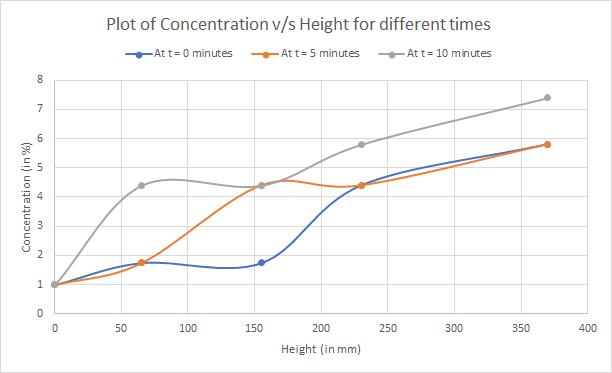 Plot of Concentration v/s Height for different times
At t = 0 minutes At t = 5 minutes At t = 10 minutes
8
7
6
5
4
3
2
1
0
Concentration (in %)
0 50 100 150 200 250 300 350 400
Height (in mm)